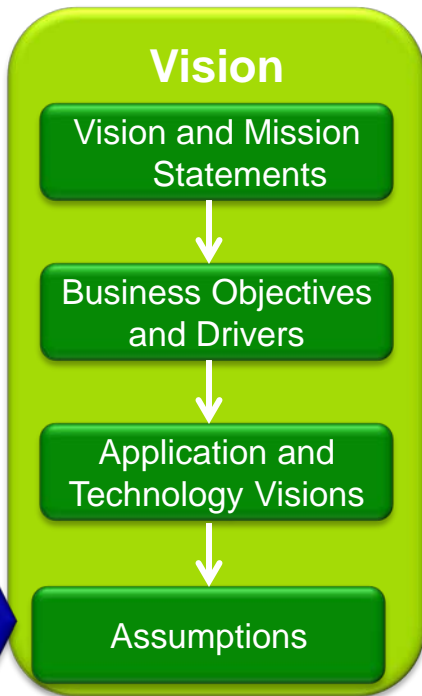 Vision
Vision and Mission
Statements
Business Objectives
and Drivers
Application and
Technology Visions
Assumptions